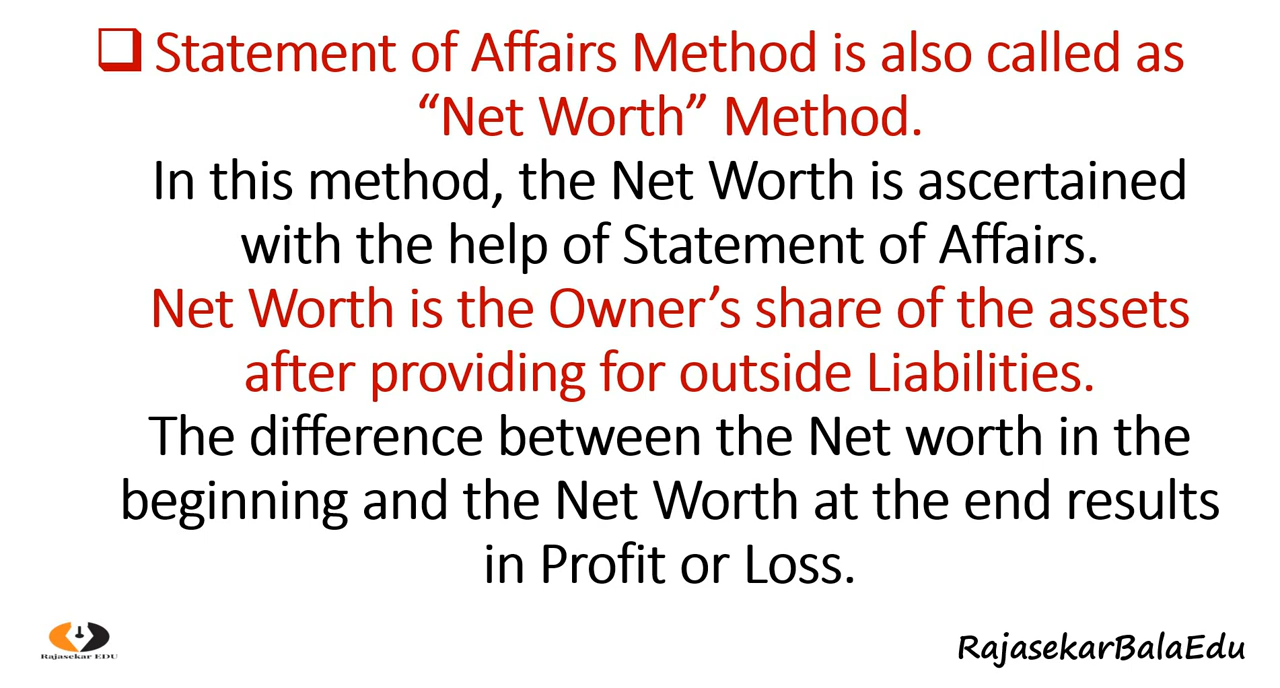 Statement of Affairs Method is also called as
“Net Worth” Method.
In this method, the Net Worth is ascertained
with the help of Statement of Affairs.
Net Worth is the Owner’s share of the assets
after providing for outside Liabilities.
The difference between the Net worth in the
beginning and the Net Worth at the end results
in Profit or Loss.
Rajasekar EDU
RajasekarBalaEdu